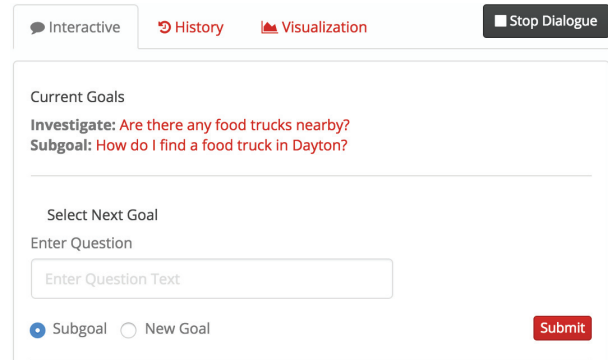 Interactive
History
Visualization
Stop Dialogue
Current Goals
Investigate: Are there any food trucks nearby?
Subgoal: How do I find a food truck in Dayton?
Select Next Goal
Enter Question
Enter Question Text
Subgoal
New Goal
Submit